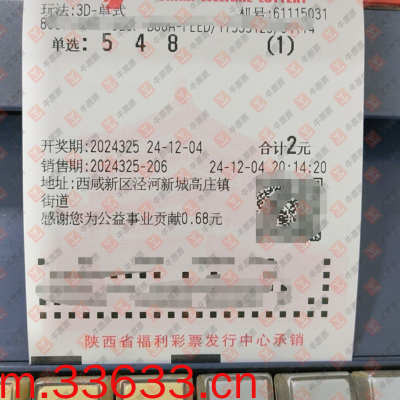 玩法:3D-单式
机号:61115031
单选: 5 4 8 (1)
开奖期:2024325 24-12-04 合计2元
销售期:2024325-206 24-12-04 20:14:20
地址:西咸新区泾河新城高庄镇
街道
感谢您为公益事业贡献0.68元
陕西省福利彩票发行中心承销
m.33633.cn